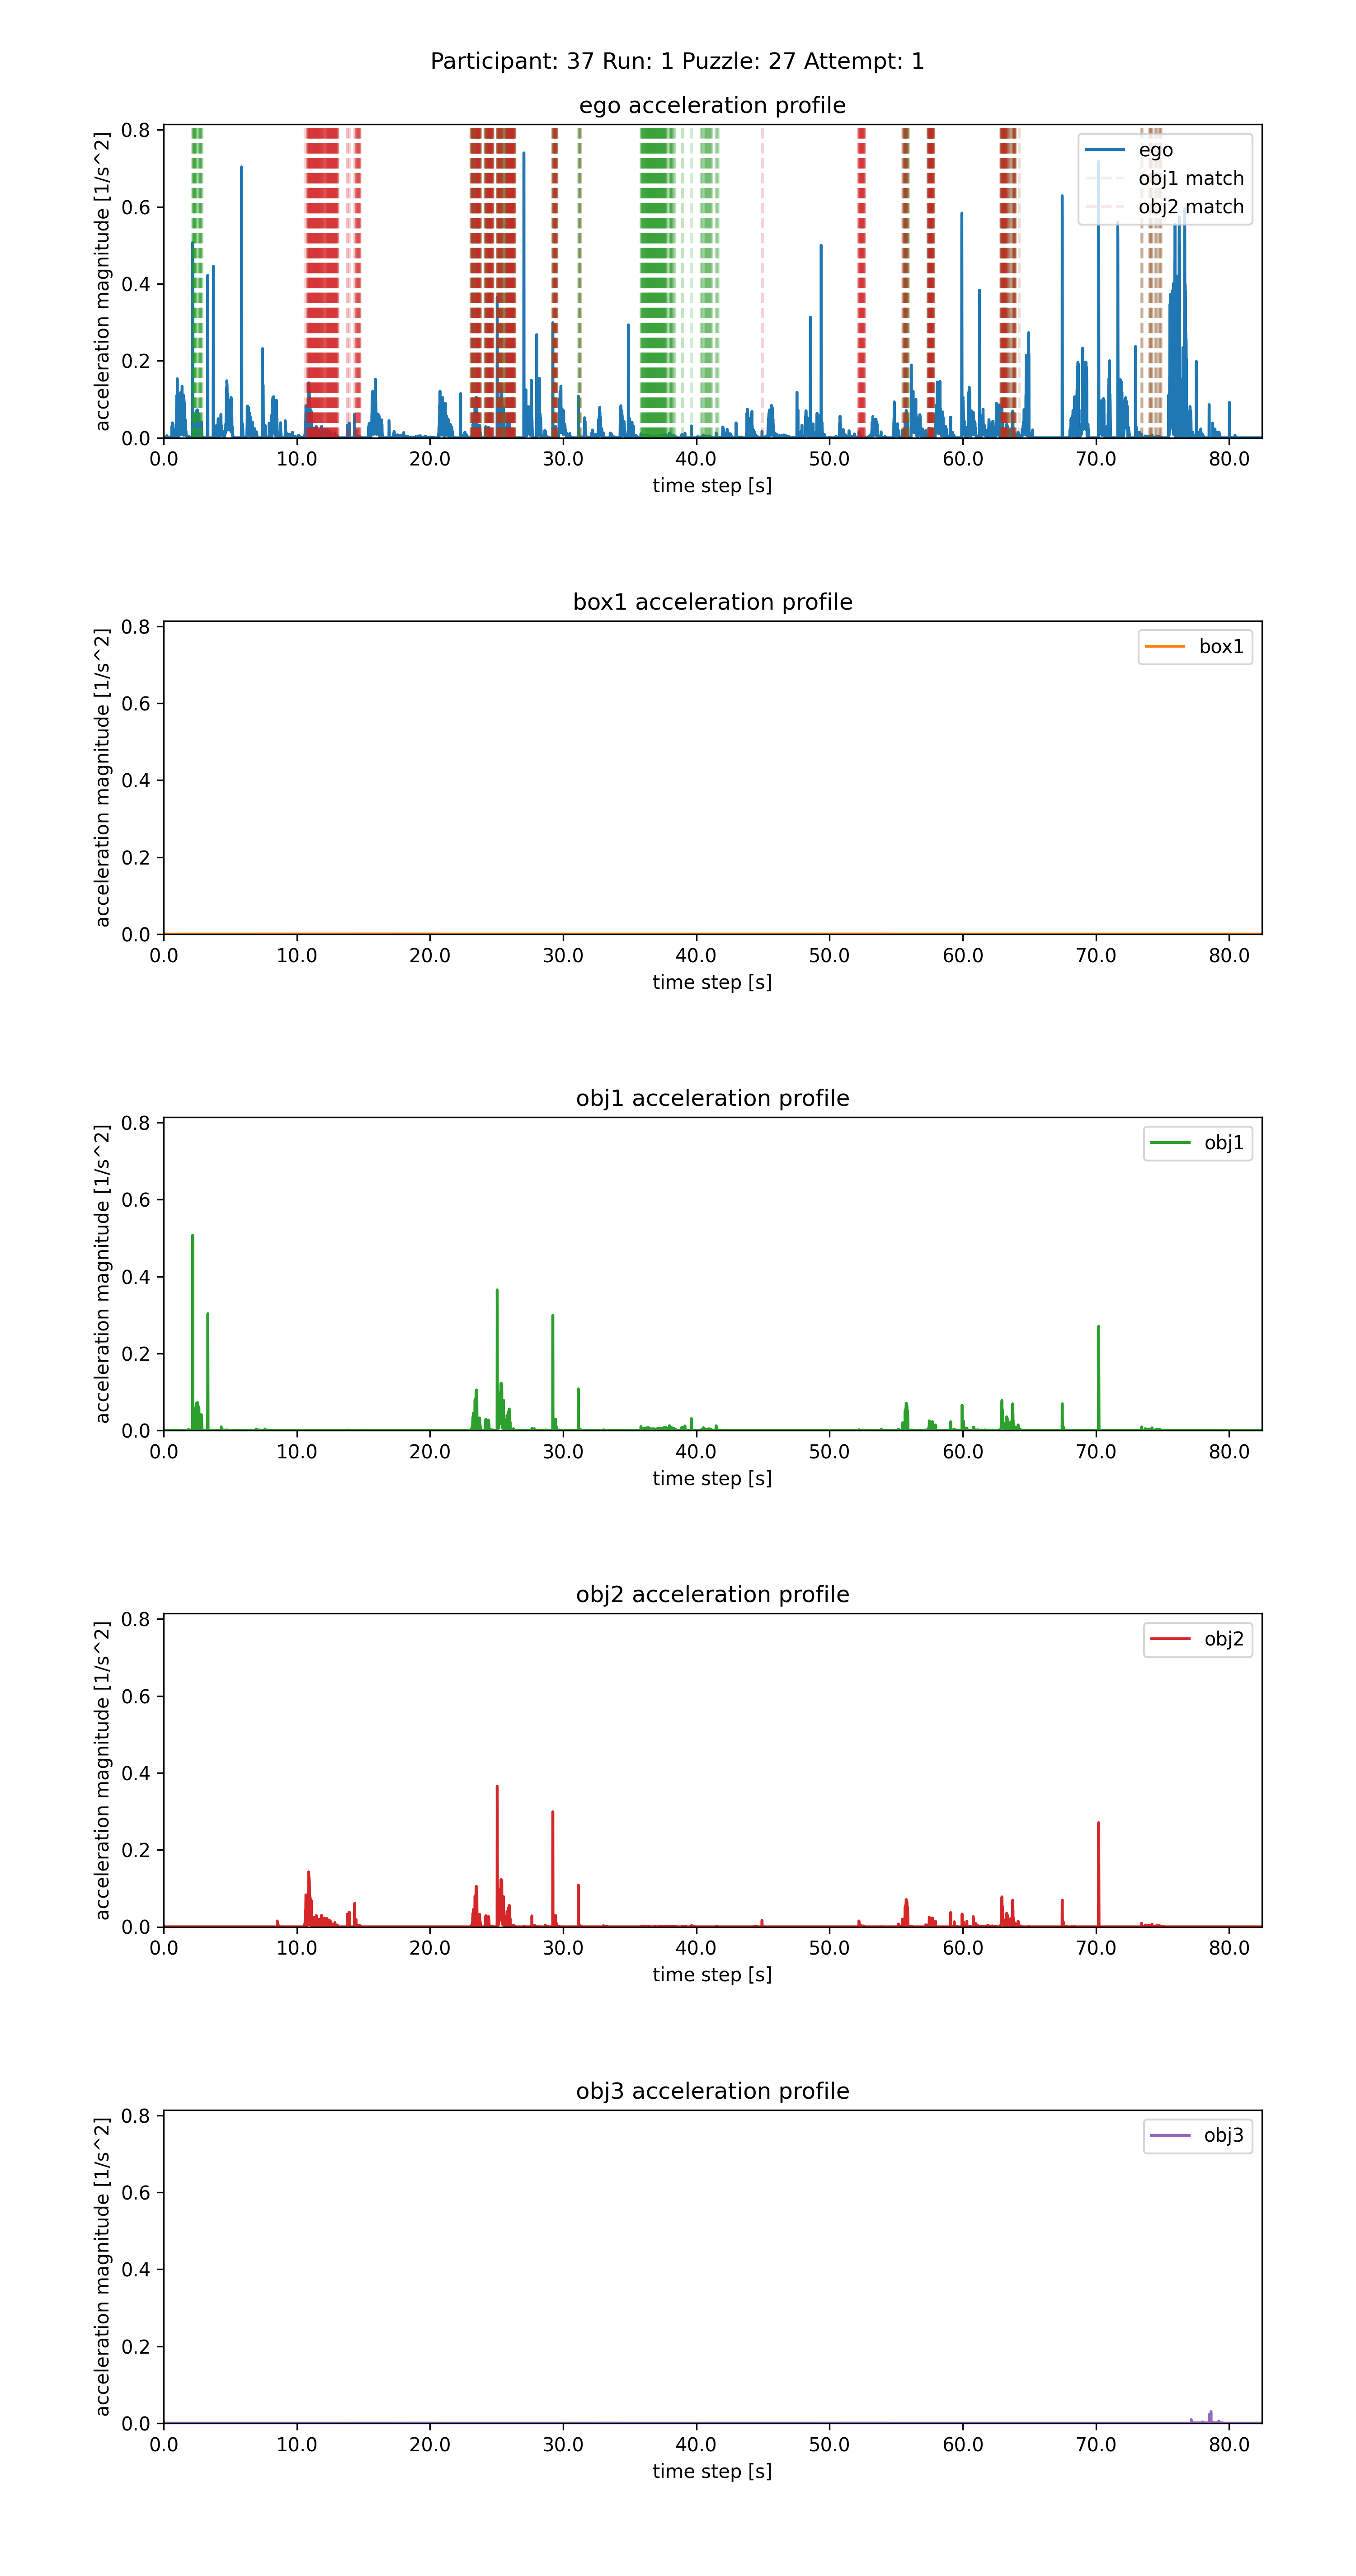 Participant: 37 Run: 1 Puzzle: 27 Attempt: 1
ego acceleration profile
acceleration magnitude [1/s^2]
0.8
0.6
0.4
0.2
0.0
ego
obj1 match
obj2 match
0.0 10.0 20.0 30.0 40.0 50.0 60.0 70.0 80.0
time step [s]
box1 acceleration profile
acceleration magnitude [1/s^2]
0.8
0.6
0.4
0.2
0.0
box1
0.0 10.0 20.0 30.0 40.0 50.0 60.0 70.0 80.0
time step [s]
obj1 acceleration profile
acceleration magnitude [1/s^2]
0.8
0.6
0.4
0.2
0.0
obj1
0.0 10.0 20.0 30.0 40.0 50.0 60.0 70.0 80.0
time step [s]
obj2 acceleration profile
acceleration magnitude [1/s^2]
0.8
0.6
0.4
0.2
0.0
obj2
0.0 10.0 20.0 30.0 40.0 50.0 60.0 70.0 80.0
time step [s]
obj3 acceleration profile
acceleration magnitude [1/s^2]
0.8
0.6
0.4
0.2
0.0
obj3
0.0 10.0 20.0 30.0 40.0 50.0 60.0 70.0 80.0
time step [s]